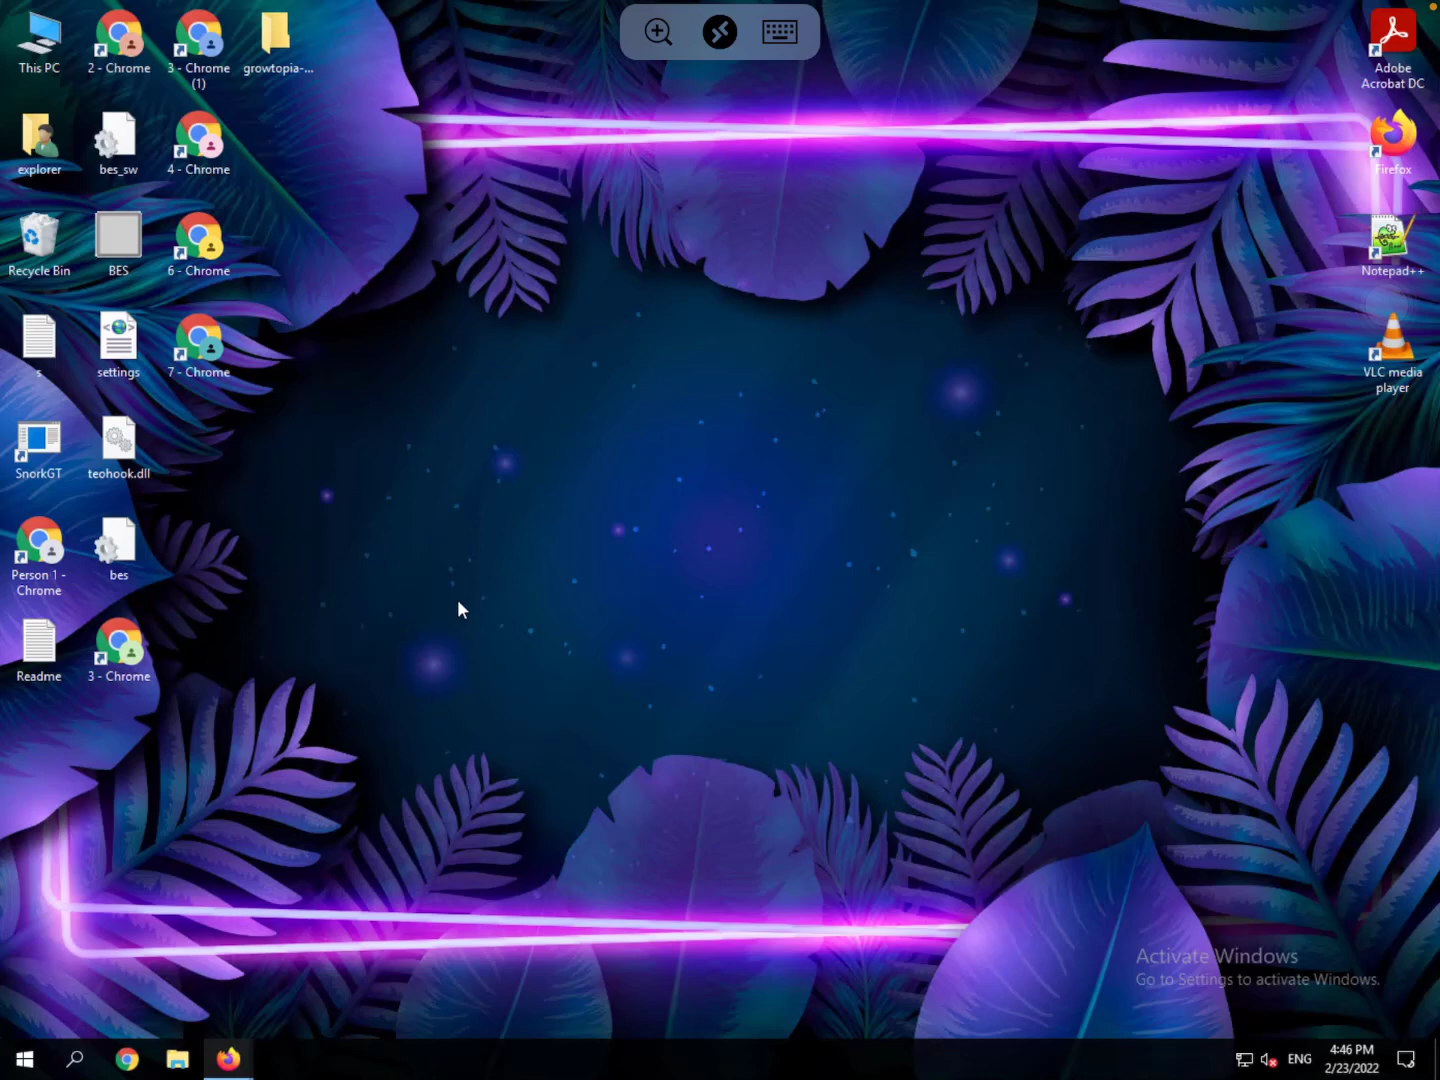 This PC
2 - Chrome
3 - Chrome
(1)
growtopia-...
Adobe
Acrobat DC
explorer
bes_sw
4 - Chrome
Firefox
Recycle Bin
BES
6 - Chrome
Notepad++
s
settings
7 - Chrome
VLC media
player
SnorkGT
teohook.dll
Person 1 -
Chrome
bes
Readme
3 - Chrome
Activate Windows
Go to Settings to activate Windows.
ENG
4:46 PM
2/23/2022